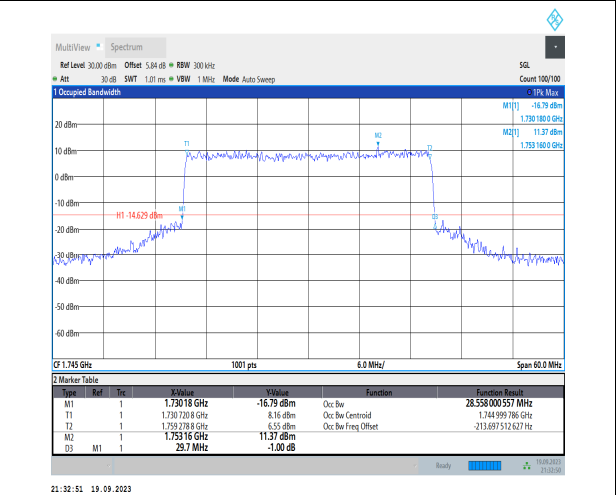 MultiView Spectrum
Ref Level 30.00 dBm Offset 5.84 dB RBW 300 kHz SGL
Att 30 dB SWT 1.01 ms VBW 1 MHz Mode Auto Sweep Count 100/100
1 Occupied Bandwidth 1Pk Max
M1[1] -16.79 dBm
1.730 180 0 GHz
M2[1] 11.37 dBm
1.753 160 0 GHz
20 dBm
M2
T1
T2
10 dBm
0 dBm
-10 dBm
M1
H1 -14.629 dBm
D3
-20 dBm
-30 dBm
-40 dBm
-50 dBm
-60 dBm
CF 1.745 GHz 1001 pts 6.0 MHz/ Span 60.0 MHz
2 Marker Table
Type Ref Trc X-Value Y-Value Function Function Result
M1 1 1.73018 GHz -16.79 dBm Occ Bw 28.558 000 557 MHz
T1 1 1.730 720 8 GHz 8.16 dBm Occ Bw Centroid 1.744 999 786 GHz
T2 1 1.759 278 8 GHz 6.55 dBm Occ Bw Freq Offset -213.697 512 627 Hz
M2 1 1.75316 GHz 11.37 dBm
D3 M1 1 29.7 MHz -1.00 dB
Ready 19.09.2023
21:32:50
21:32:51 19.09.2023